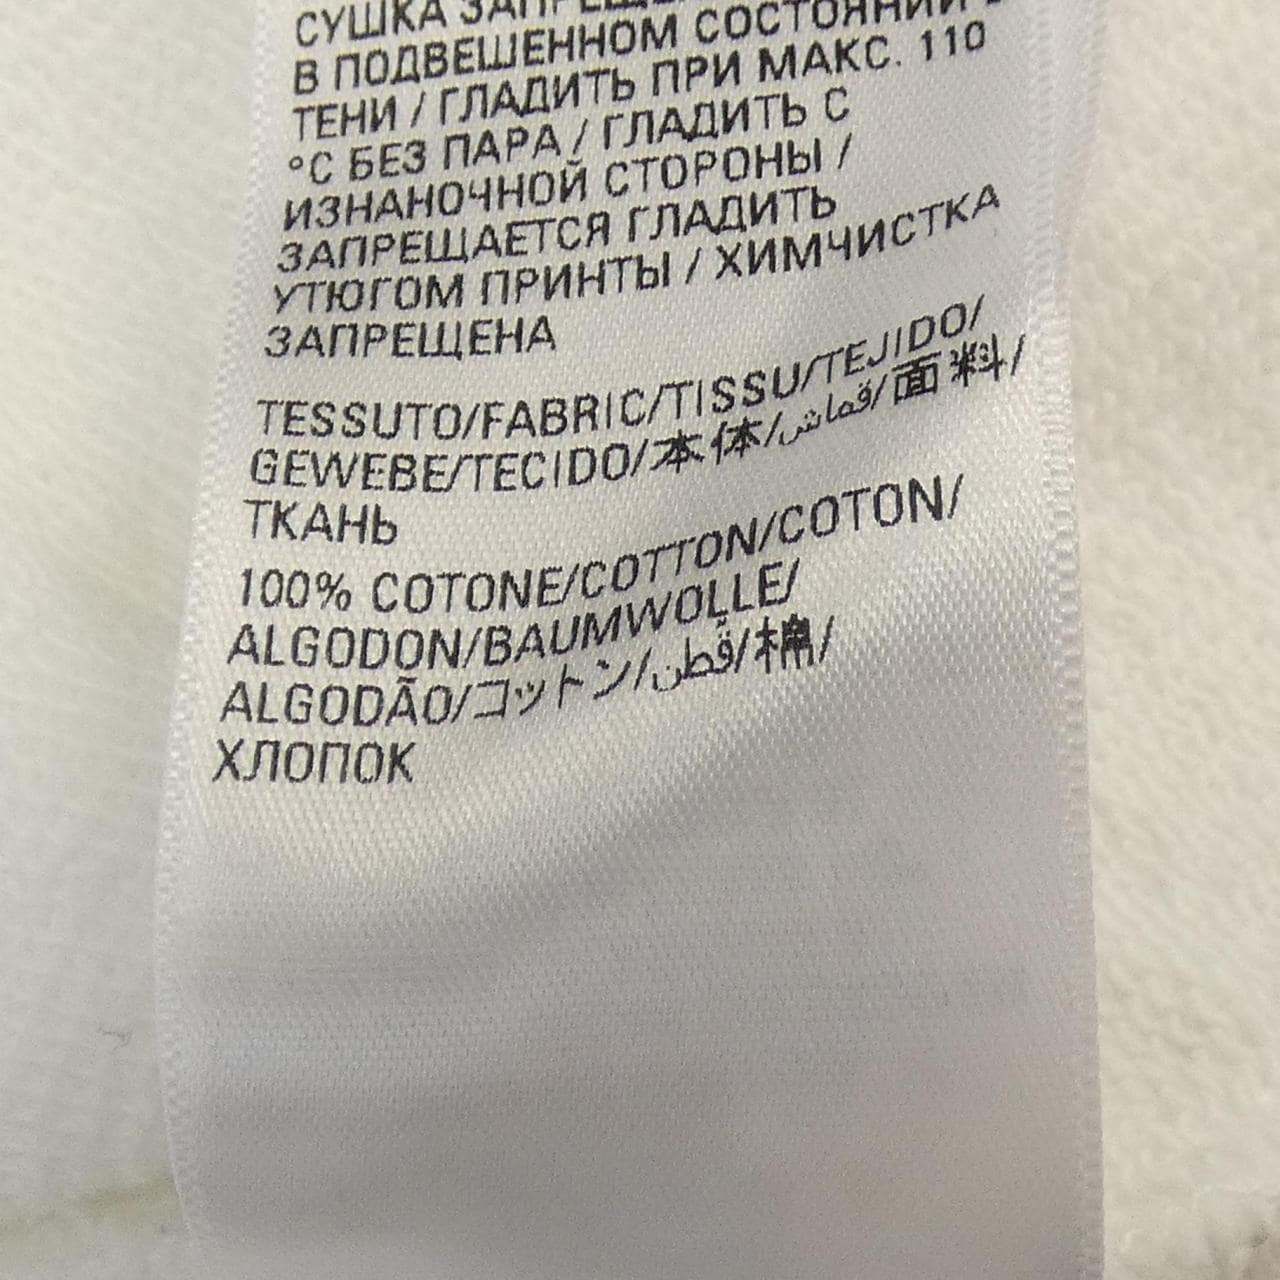 СУШКА
В ПОДВЕШЕННОМ СОСТОЯНИИ
ТЕНИ / ГЛАДИТЬ ПРИ МАКС. 110
°С БЕЗ ПАРА / ГЛАДИТЬ С
ИЗНАНОЧНОЙ СТОРОНЫ /
ЗАПРЕЩАЕТСЯ ГЛАДИТЬ
УТЮГОМ ПРИНТЫ / ХИМЧИСТКА
ЗАПРЕЩЕНА
TESSUTO/FABRIC/TISSU/TEJIDO/
GEWEBE/TECIDO/本体/قماش/面料/
ТКАНЬ
100% COTONE/COTTON/COTON/
ALGODON/BAUMWOLLE/
ALGODÃO/コットン/قطن/棉/
ХЛОПОК